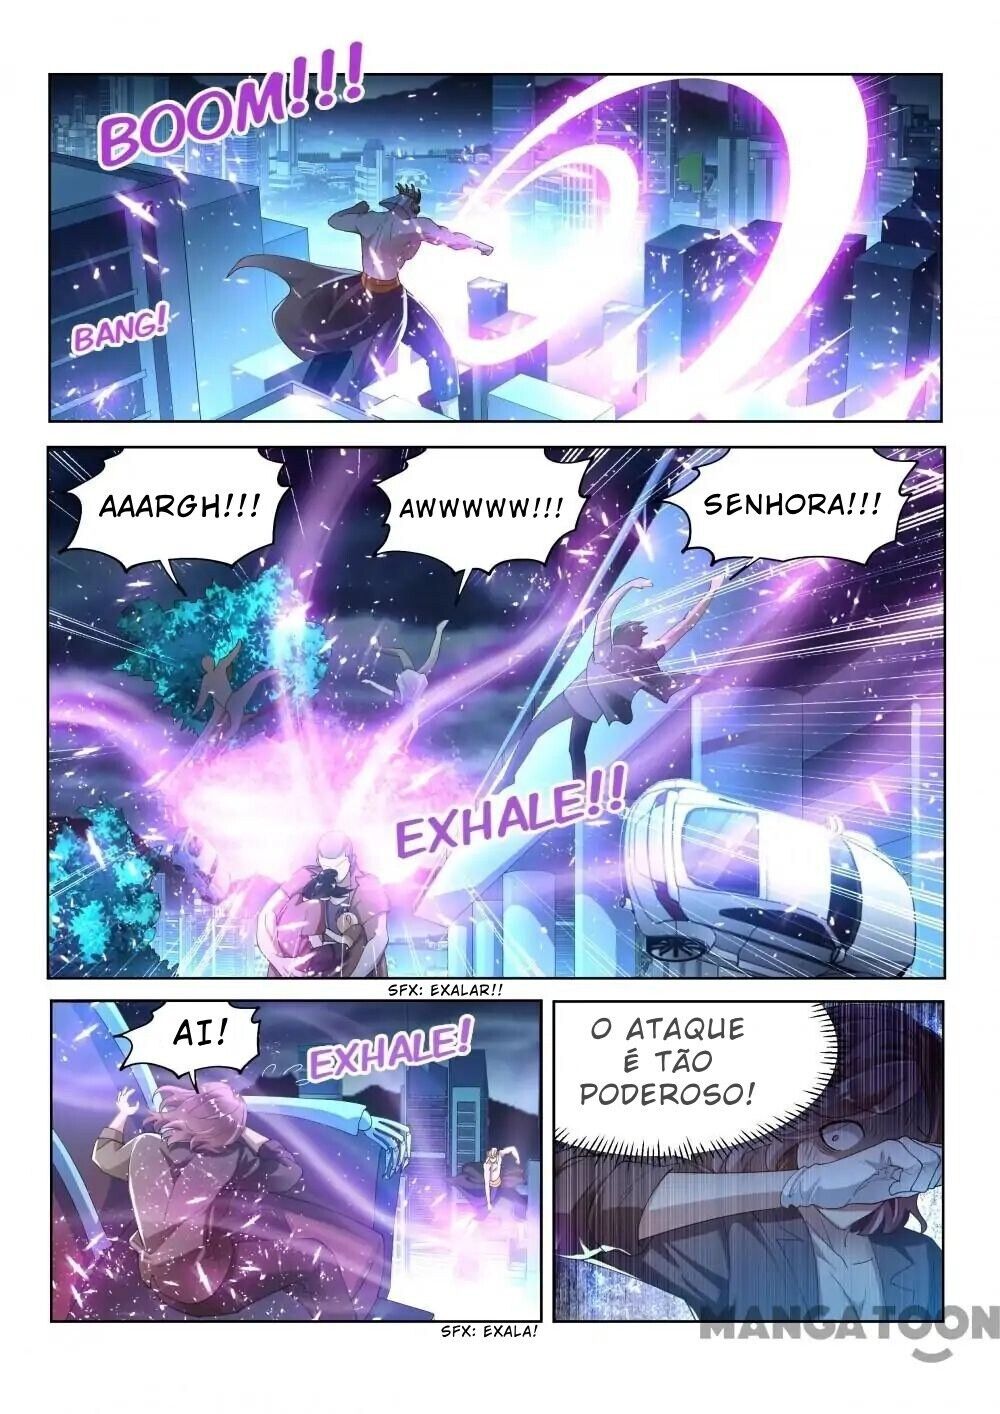 BOOM!!!
BANG!
AAARGH!!!
AWWWWW!!!
SENHORA!!!
EXHALE!!
SFX: EXALAR!!
AI!
EXHALE!
SFX: EXALA!
O ATAQUE
É TÃO
PODEROSO!
MANGATOON